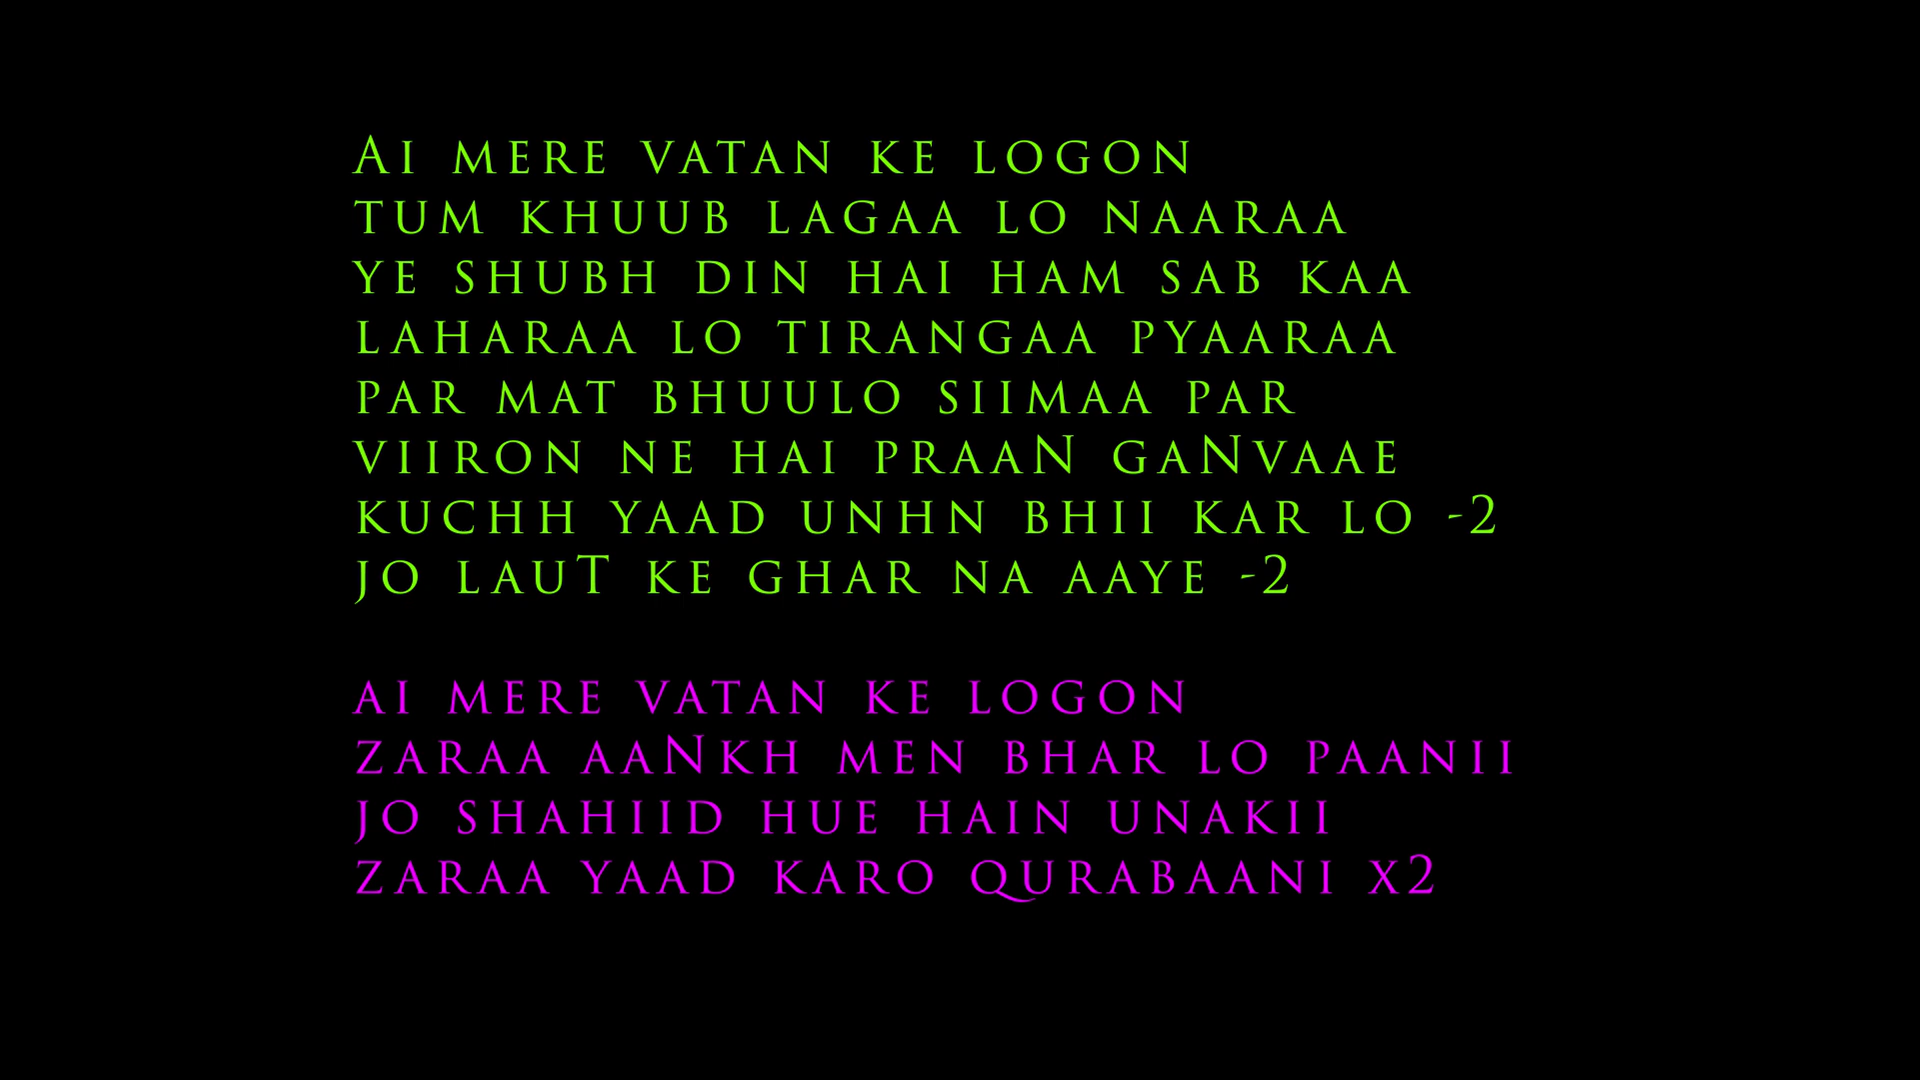 Ai mere vatan ke logon
tum khuub lagaa lo naaraa
ye shubh din hai ham sab kaa
laharaa lo tirangaa pyaaraa
par mat bhuulo siimaa par
viiron ne hai praaN gaNvaae
kuchh yaad unhn bhii kar lo -2
jo lauT ke ghar na aaye -2
ai mere vatan ke logon
zaraa aaNkh men bhar lo paanii
jo shahiid hue hain unakii
zaraa yaad karo qurabaani x2